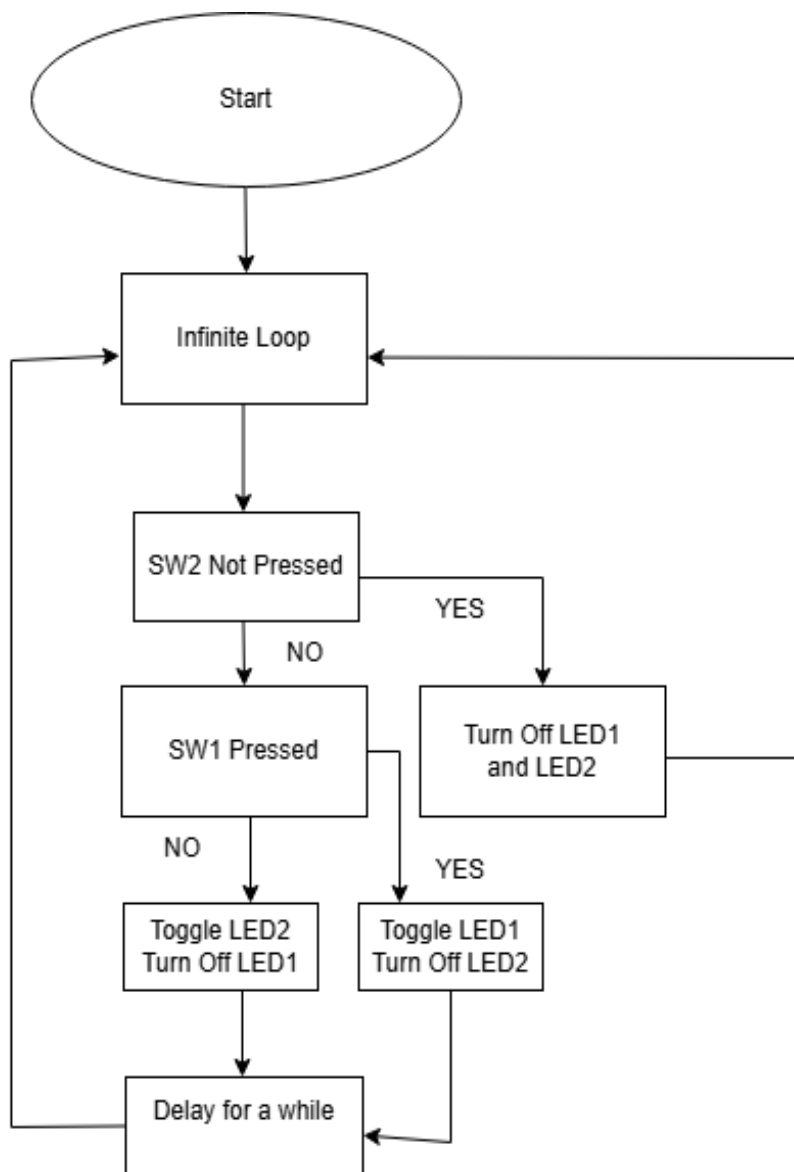 Start
Infinite Loop
SW2 Not Pressed
YES
NO
SW1 Pressed
Turn Off LED1
and LED2
NO
YES
Toggle LED2
Turn Off LED1
Toggle LED1
Turn Off LED2
Delay for a while